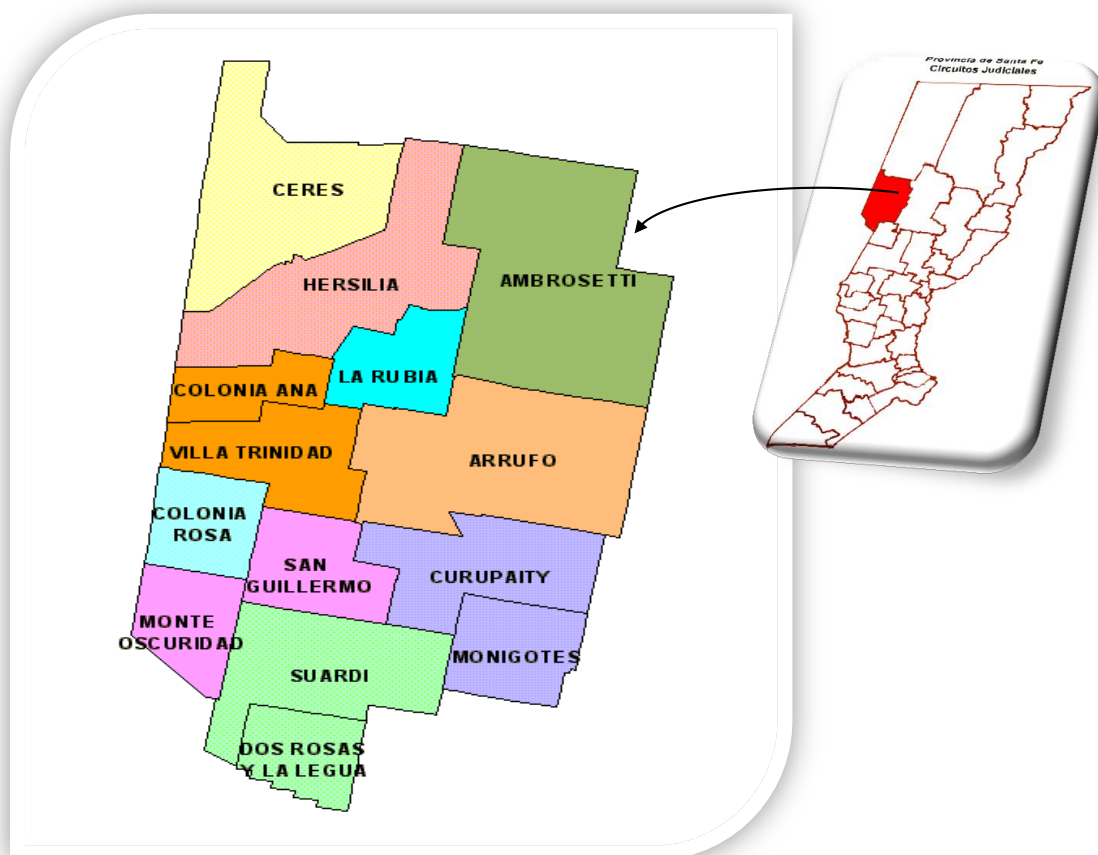 Provincia de Santa Fe
Circuitos Judiciales
CERES
HERSILIA
AMBROSETTI
LA RUBIA
COLONIA ANA
VILLA TRINIDAD
ARRUFO
COLONIA
ROSA
SAN
GUILLERMO
CURUPAITY
MONTE
OSCURIDAD
MONIGOTES
SUARDI
DOS ROSAS
Y LA LEGUA